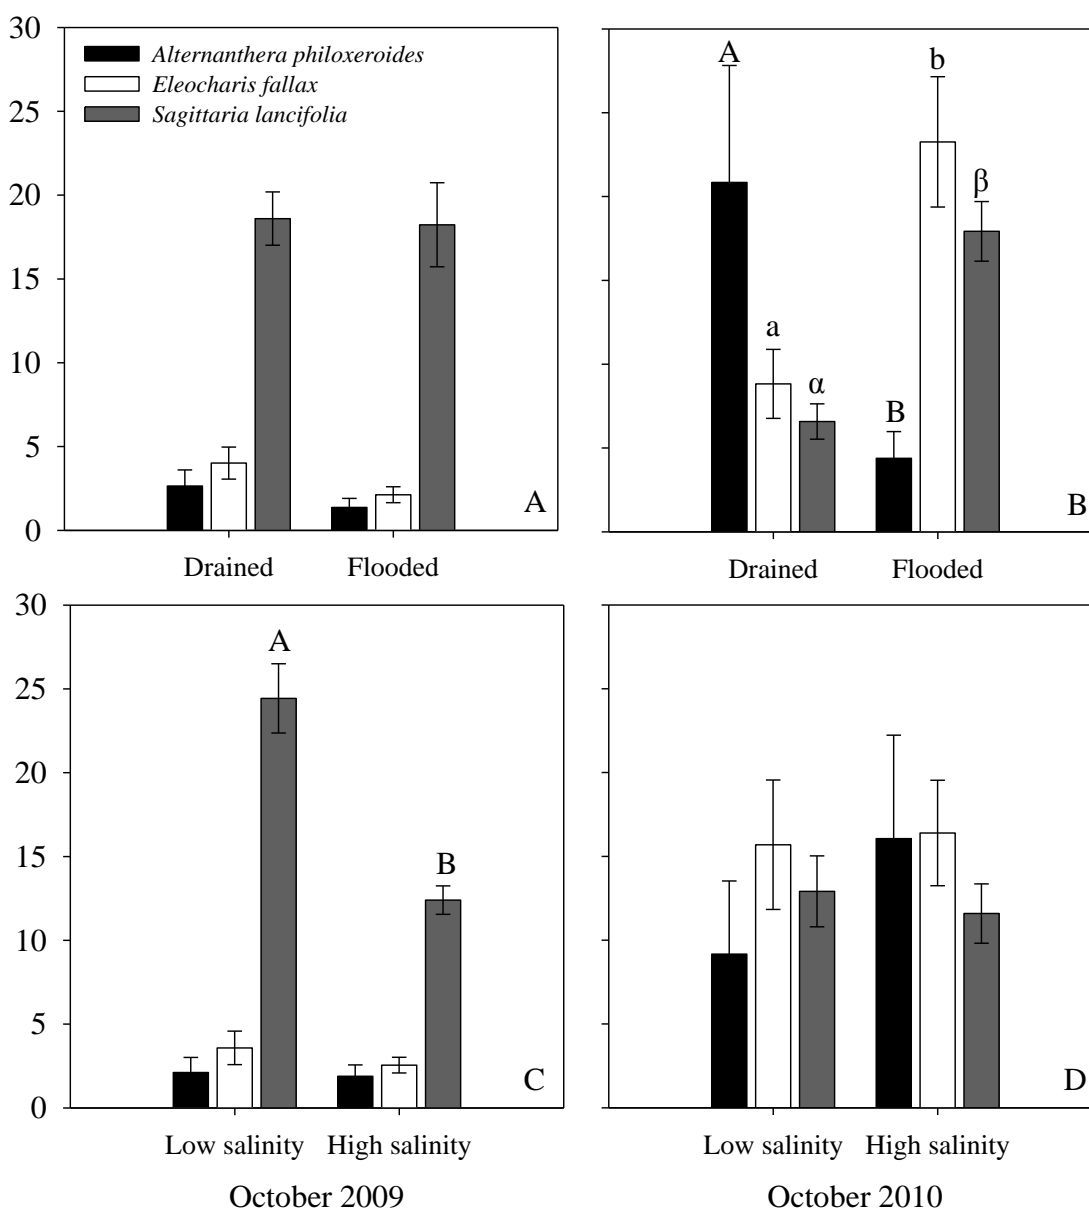 30
25
20
15
10
5
0
Alternanthera philoxeroides
Eleocharis fallax
Sagittaria lancifolia
A
Drained Flooded
A
a
α
B
b
β
B
Drained Flooded
30
25
20
15
10
5
0
A
B
C
Low salinity High salinity
October 2009
D
Low salinity High salinity
October 2010